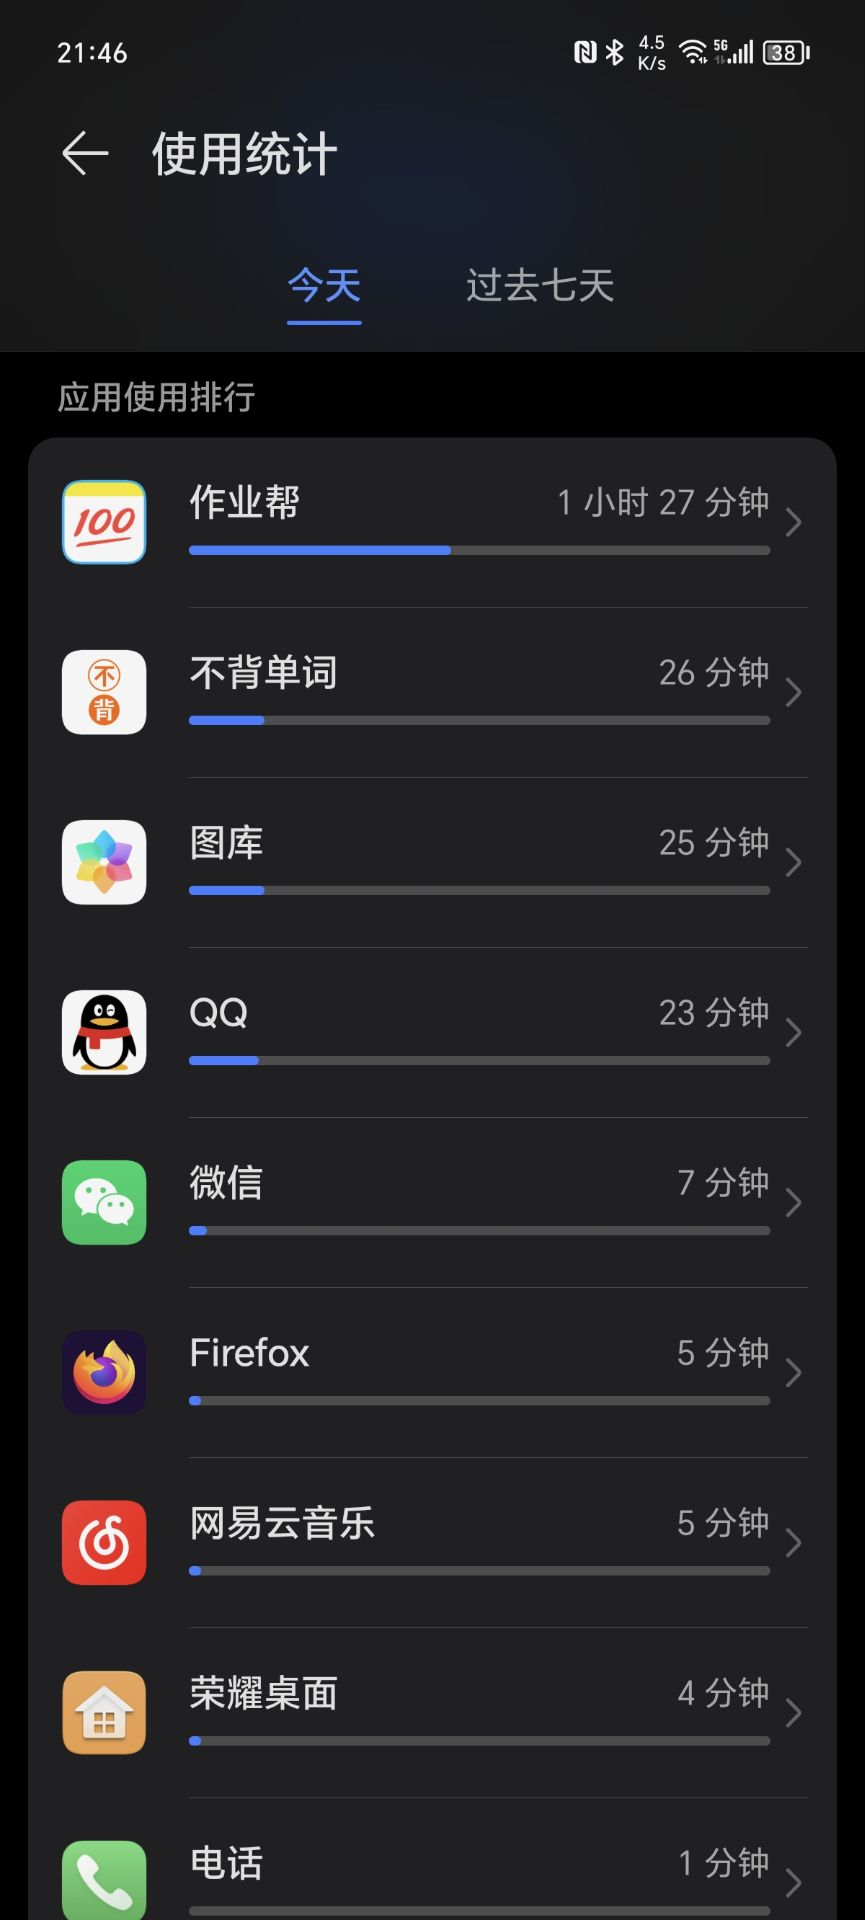 21:46
4.5 K/s 5G 38
使用统计
今天 过去七天
应用使用排行
100
作业帮 1 小时 27 分钟
不背
不背单词 26 分钟
图库 25 分钟
QQ 23 分钟
微信 7 分钟
Firefox 5 分钟
网易云音乐 5 分钟
荣耀桌面 4 分钟
电话 1 分钟